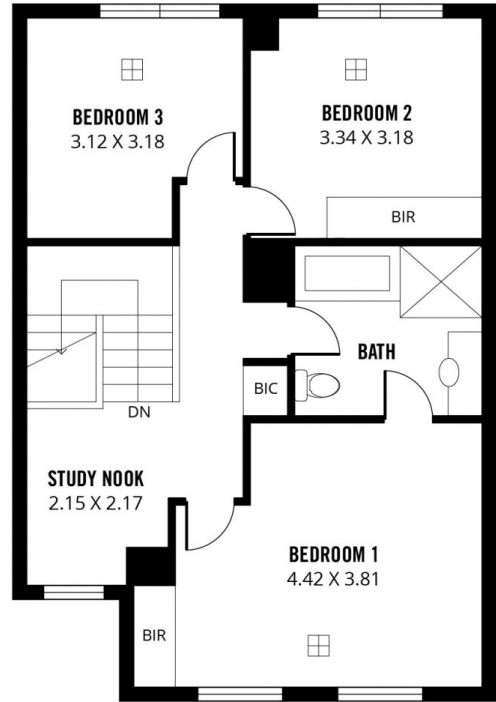 BEDROOM 3
3.12 X 3.18
BEDROOM 2
3.34 X 3.18
BIR
BATH
BIC
DN
STUDY NOOK
2.15 X 2.17
BEDROOM 1
4.42 X 3.81
BIR